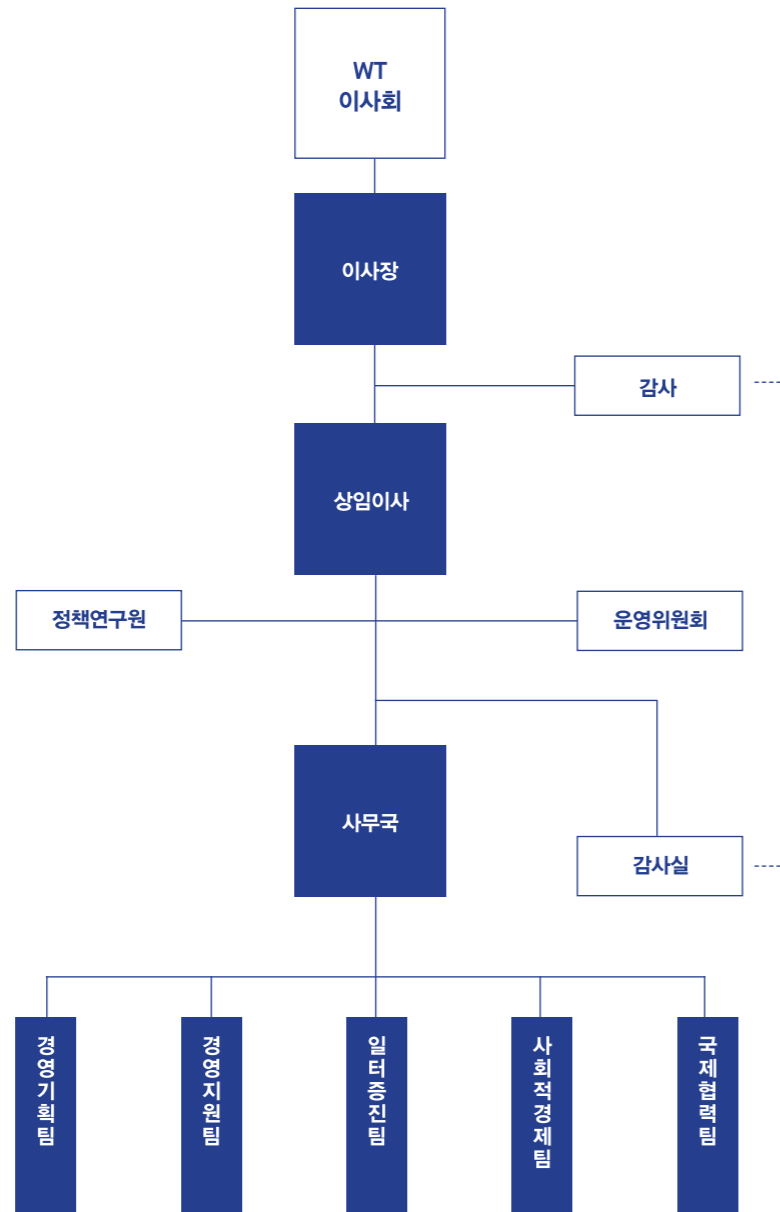 WT
이사회
이사장
감사
상임이사
정책연구원
운영위원회
사무국
감사실
경영기획팀
경영지원팀
일터증진팀
사회적경제팀
국제협력팀